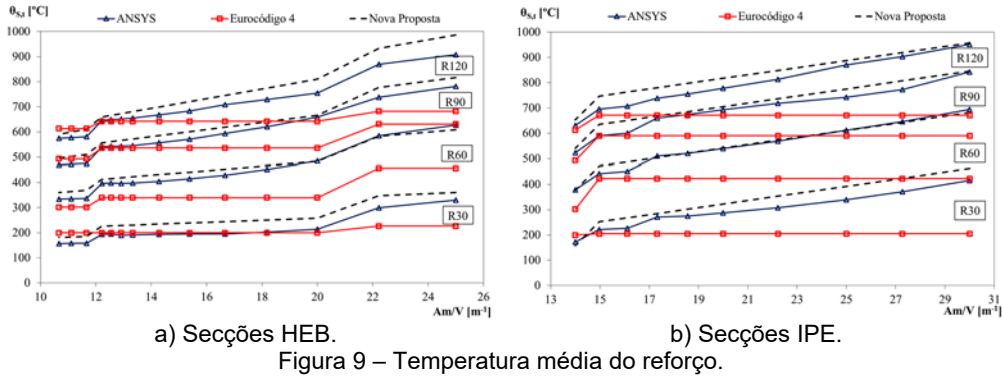 θS,t [ºC]
ANSYS
Eurocódigo 4
Nova Proposta
1000
900
800
700
600
500
400
300
200
100
0
R120
R90
R60
R30
10 12 14 16 18 20 22 24 26
Am/V [m-1]
a) Secções HEB.
θS,t [ºC]
ANSYS
Eurocódigo 4
Nova Proposta
1000
900
800
700
600
500
400
300
200
100
0
R120
R90
R60
R30
13 15 17 19 21 23 25 27 29 31
Am/V [m-1]
b) Secções IPE.
Figura 9 – Temperatura média do reforço.